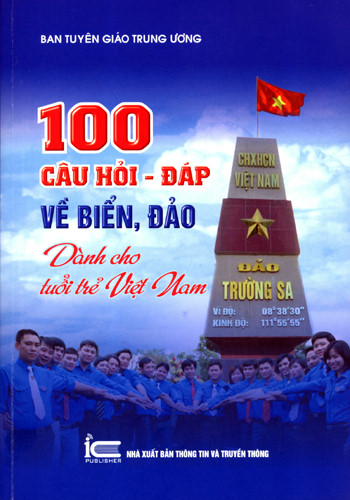 BAN TUYÊN GIÁO TRUNG ƯƠNG
100
CÂU HỎI - ĐÁP
VỀ BIỂN, ĐẢO
Dành cho
tuổi trẻ Việt Nam
CHXHCN
VIỆT NAM
ĐẢO
TRƯỜNG SA
VĨ ĐỘ: 08°38'30"
KINH ĐỘ: 111°55'55"
iC
PUBLISHER
NHÀ XUẤT BẢN THÔNG TIN VÀ TRUYỀN THÔNG